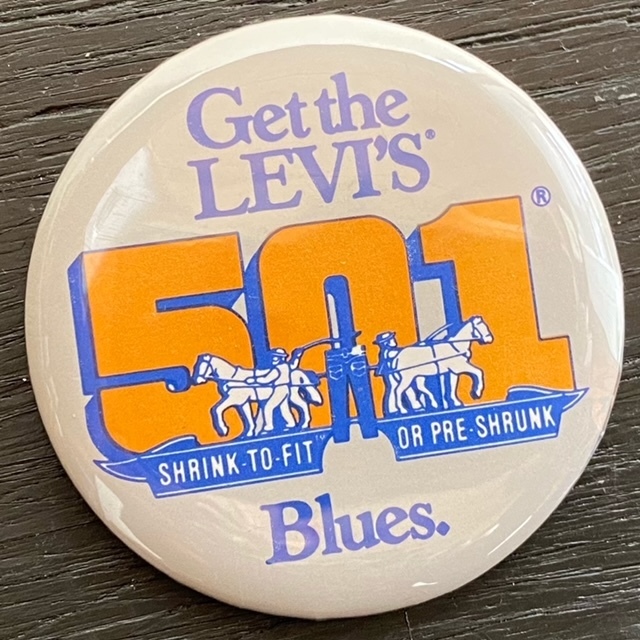 Get the
LEVI'S®
501®
SHRINK-TO-FIT™ OR PRE-SHRUNK
Blues.